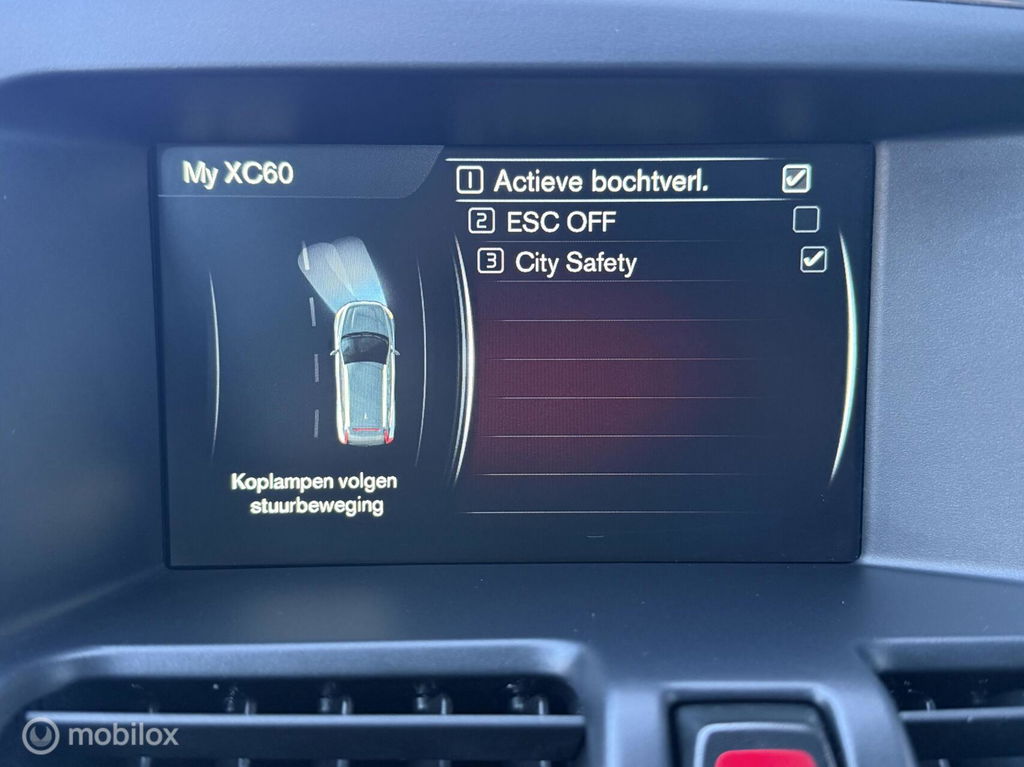 My XC60
1 Actieve bochtverl.
2 ESC OFF
3 City Safety
Koplampen volgen
stuurbeweging
mobilox